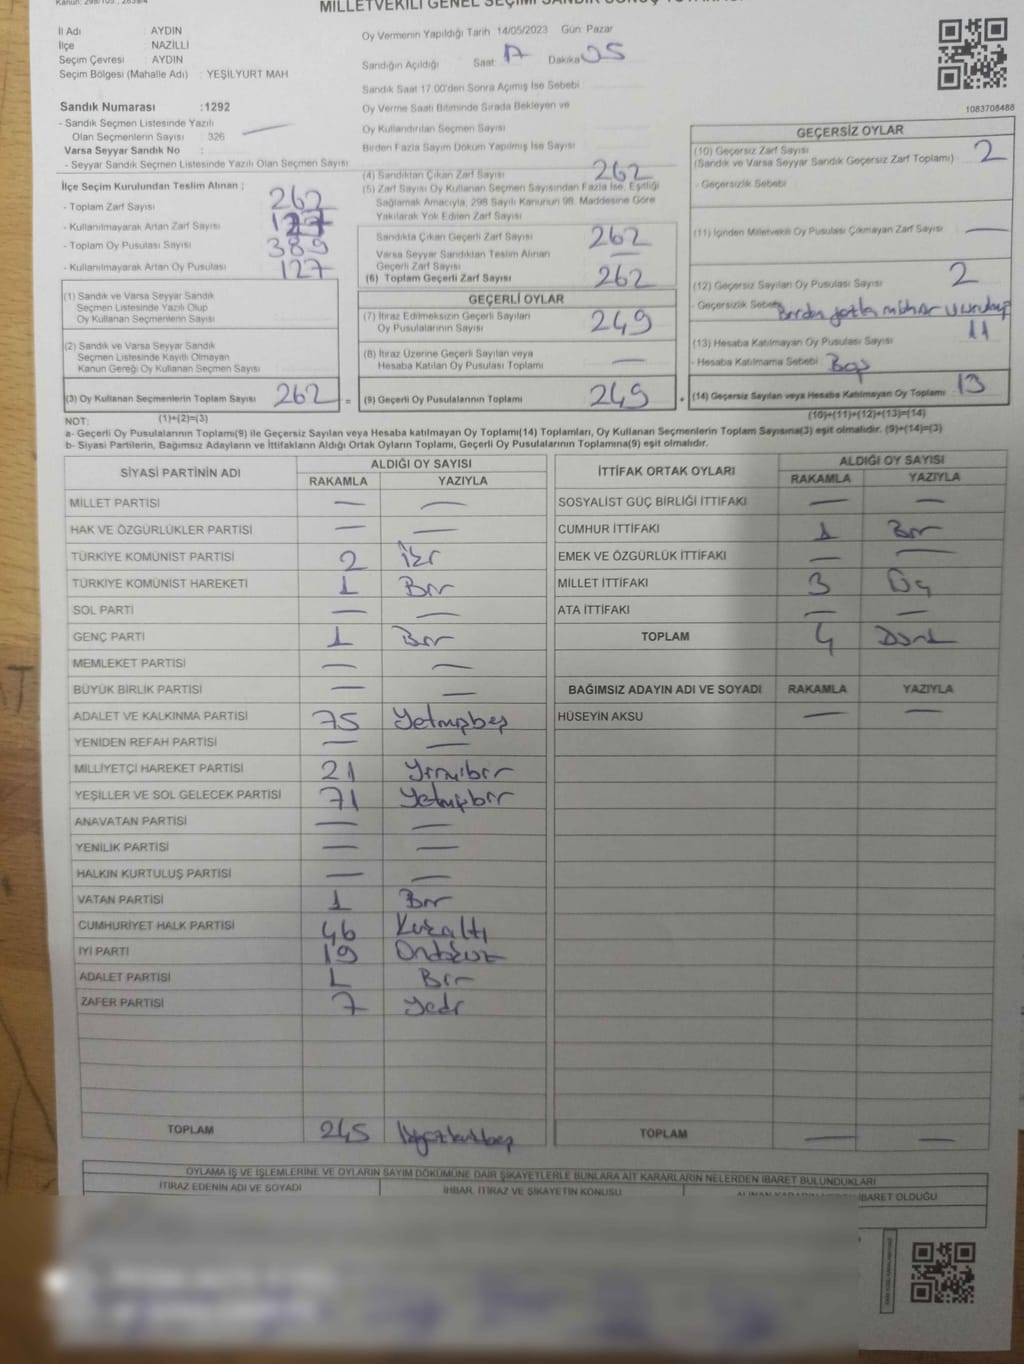 MİLLETVEKİLİ GENEL SEÇİMİ SANDIK SONUÇ TUTANAĞI
İl Adı : AYDIN
İlçe NAZİLLİ
Seçim Çevresi : AYDIN
Seçim Bölgesi (Mahalle Adı) : YEŞİLYURT MAH
Oy Vermenin Yapıldığı Tarih 14/05/2023 Gün: Pazar
Sandığın Açıldığı Saat 17 Dakika 05
Sandık Saat 17:00'den Sonra Açımış İse Sebebi
Sandık Numarası : 1292
- Sandık Seçmen Listesinde Yazılı
Olan Seçmenlerin Sayısı : 326
Varsa Seyyar Sandık No :
- Seyyar Sandık Seçmen Listesinde Yazılı Olan Seçmen Sayısı
Oy Verme Saati Bitiminde Sırada Bekleyen ve
Oy Kullandırılan Seçmen Sayısı
Birden Fazla Sayım Döküm Yapılmış İse Sayısı
1083708488
İlçe Seçim Kurulundan Teslim Alınan ;
- Toplam Zarf Sayısı 262
- Kullanılmayarak Artan Zarf Sayısı 127
- Toplam Oy Pusulası Sayısı 389
- Kullanılmayarak Artan Oy Pusulası 127
(4) Sandıktan Çıkan Zarf Sayısı 262
(5) Zarf Sayısı Oy Kullanan Seçmen Sayısından Fazla İse, Eşitliği
Sağlamak Amacıyla, 298 Sayılı Kanunun 98. Maddesine Göre
Yakılarak Yok Edilen Zarf Sayısı
Sandıkta Çıkan Geçerli Zarf Sayısı 262
Varsa Seyyar Sandıktan Teslim Alınan
Geçerli Zarf Sayısı
(6) Toplam Geçerli Zarf Sayısı 262
GEÇERSİZ OYLAR
(10) Geçersiz Zarf Sayısı 2
(Sandık ve Varsa Seyyar Sandık Geçersiz Zarf Toplamı)
- Geçersizlik Sebebi
(11) İçinden Milletvekili Oy Pusulası Çıkmayan Zarf Sayısı —
(12) Geçersiz Sayılan Oy Pusulası Sayısı 2
- Geçersizlik Sebebi Birden fazla mühür
(13) Hesaba Katılmayan Oy Pusulası Sayısı 11
- Hesaba Katılmama Sebebi Boş
(14) Geçersiz Sayılan veya Hesaba Katılmayan Oy Toplamı 13
(10)+(11)+(12)+(13)=(14)
(1) Sandık ve Varsa Seyyar Sandık
Seçmen Listesinde Yazılı Olup
Oy Kullanan Seçmenlerin Sayısı
(2) Sandık ve Varsa Seyyar Sandık
Seçmen Listesinde Kayıtlı Olmayan
Kanun Gereği Oy Kullanan Seçmen Sayısı
(3) Oy Kullanan Seçmenlerin Toplam Sayısı 262 =
(1)+(2)=(3)
GEÇERLİ OYLAR
(7) İtiraz Edilmeksizin Geçerli Sayılan
Oy Pusulalarının Sayısı 249
(8) İtiraz Üzerine Geçerli Sayılan veya
Hesaba Katılan Oy Pusulası Toplamı —
(9) Geçerli Oy Pusulalarının Toplamı 249 +
NOT:
a- Geçerli Oy Pusulalarının Toplamı(9) ile Geçersiz Sayılan veya Hesaba katılmayan Oy Toplamı(14) Toplamları, Oy Kullanan Seçmenlerin Toplam Sayısına(3) eşit olmalıdır. (9)+(14)=(3)
b- Siyasi Partilerin, Bağımsız Adayların ve İttifakların Aldığı Ortak Oyların Toplamı, Geçerli Oy Pusulalarının Toplamına(9) eşit olmalıdır.
SİYASİ PARTİNİN ADI ALDIĞI OY SAYISI
RAKAMLA YAZIYLA
MİLLET PARTİSİ — —
HAK VE ÖZGÜRLÜKLER PARTİSİ — —
TÜRKİYE KOMÜNİST PARTİSİ 2 İki
TÜRKİYE KOMÜNİST HAREKETİ 1 Bir
SOL PARTİ — —
GENÇ PARTİ 1 Bir
MEMLEKET PARTİSİ — —
BÜYÜK BİRLİK PARTİSİ — —
ADALET VE KALKINMA PARTİSİ 75 Yetmişbeş
YENİDEN REFAH PARTİSİ — —
MİLLİYETÇİ HAREKET PARTİSİ 21 Yirmibir
YEŞİLLER VE SOL GELECEK PARTİSİ 71 Yetmişbir
ANAVATAN PARTİSİ — —
YENİLİK PARTİSİ — —
HALKIN KURTULUŞ PARTİSİ — —
VATAN PARTİSİ 1 Bir
CUMHURİYET HALK PARTİSİ 46 Kırkaltı
İYİ PARTİ 19 Ondokuz
ADALET PARTİSİ 1 Bir
ZAFER PARTİSİ 7 Yedi
TOPLAM 245 İkiyüzkırkbeş
İTTİFAK ORTAK OYLARI ALDIĞI OY SAYISI
RAKAMLA YAZIYLA
SOSYALİST GÜÇ BİRLİĞİ İTTİFAKI — —
CUMHUR İTTİFAKI 1 Bir
EMEK VE ÖZGÜRLÜK İTTİFAKI — —
MİLLET İTTİFAKI 3 Üç
ATA İTTİFAKI — —
TOPLAM 4 Dört
BAĞIMSIZ ADAYIN ADI VE SOYADI RAKAMLA YAZIYLA
HÜSEYİN AKSU — —
TOPLAM — —
OYLAMA İŞ VE İŞLEMLERİNE VE OYLARIN SAYIM DÖKÜMÜNE DAİR ŞİKAYETLERLE BUNLARA AİT KARARLARIN NELERDEN İBARET BULUNDUKLARI
İTİRAZ EDENİN ADI VE SOYADI İHBAR, İTİRAZ VE ŞİKAYETİN KONUSU İBARET OLDUĞU